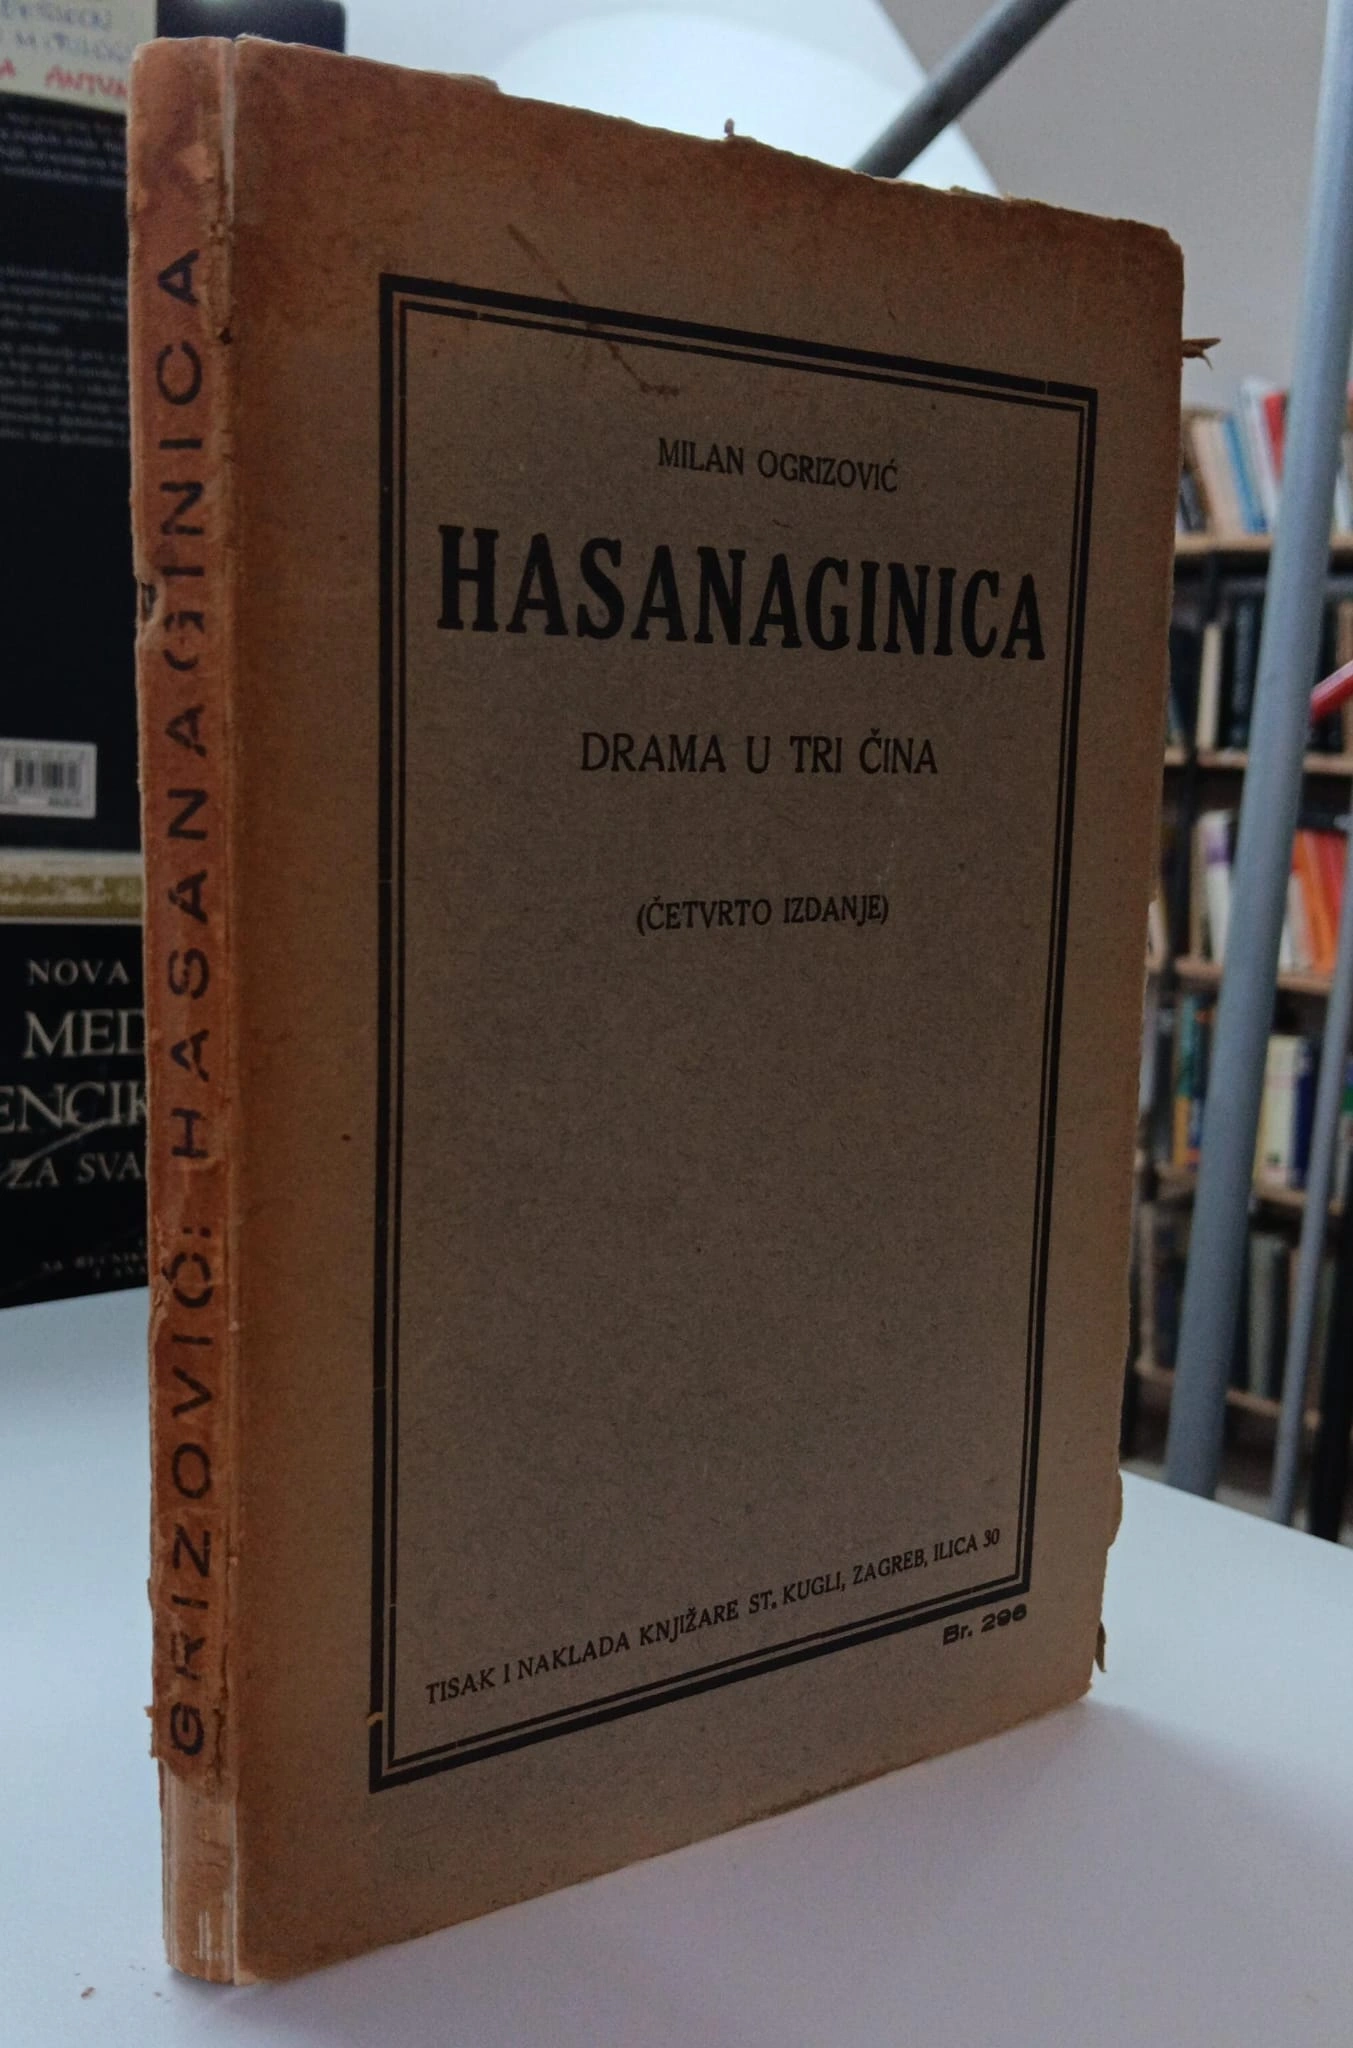 MILAN OGRIZOVIĆ
HASANAGINICA
DRAMA U TRI ČINA
(ČETVRTO IZDANJE)
TISAK I NAKLADA KNJIŽARE ST. KUGLI, ZAGREB, ILICA 30
Br. 296
GRIZOVIĆ: HASANAGINICA
NOVA
MED
ENCIK
ZA SVA